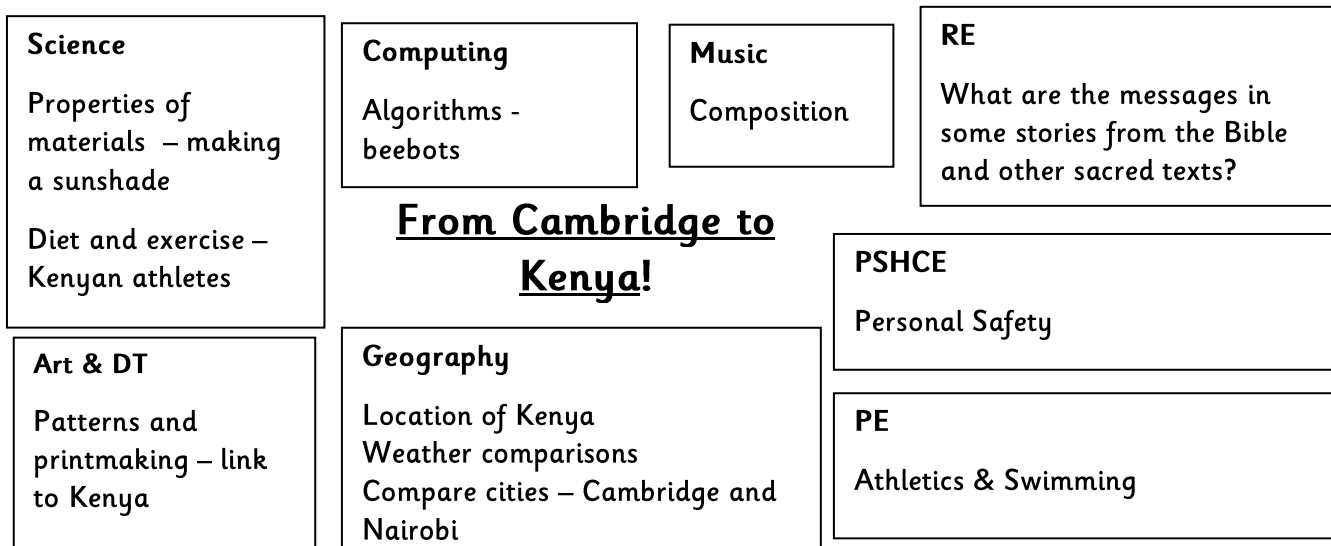 Science
Properties of
materials – making
a sunshade
Diet and exercise –
Kenyan athletes
Computing
Algorithms -
beebots
Music
Composition
RE
What are the messages in
some stories from the Bible
and other sacred texts?
From Cambridge to
Kenya!
PSHCE
Personal Safety
Art & DT
Patterns and
printmaking – link
to Kenya
Geography
Location of Kenya
Weather comparisons
Compare cities – Cambridge and
Nairobi
PE
Athletics & Swimming